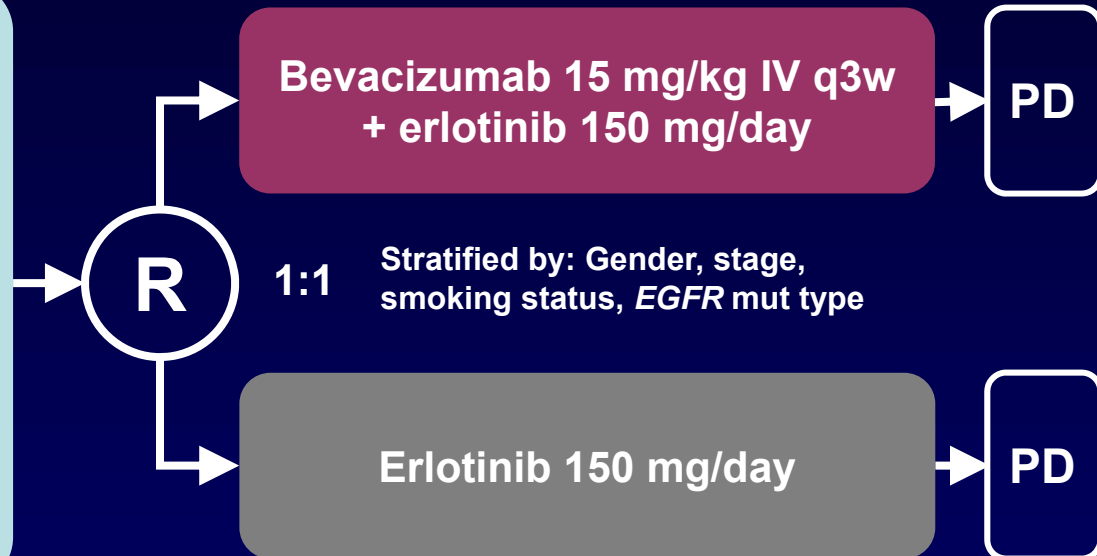 Bevacizumab 15 mg/kg IV q3w
+ erlotinib 150 mg/day
PD
R
1:1
Stratified by: Gender, stage,
smoking status, EGFR mut type
Erlotinib 150 mg/day
PD